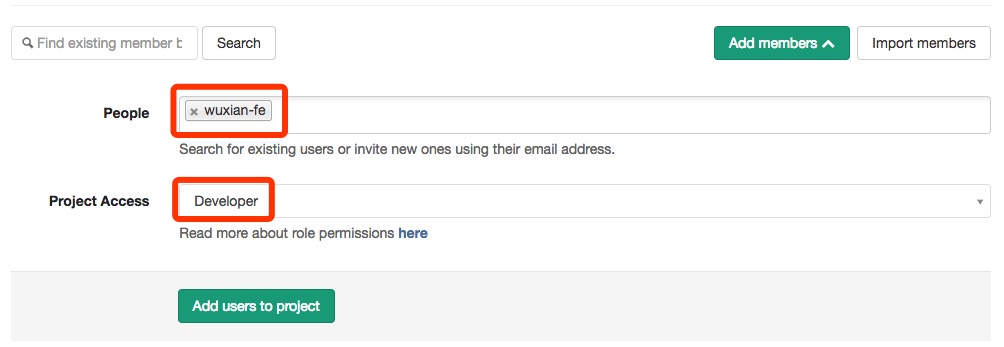 Find existing member b
Search
Add members
Import members
People
wuxian-fe
Search for existing users or invite new ones using their email address.
Project Access
Developer
Read more about role permissions here
Add users to project